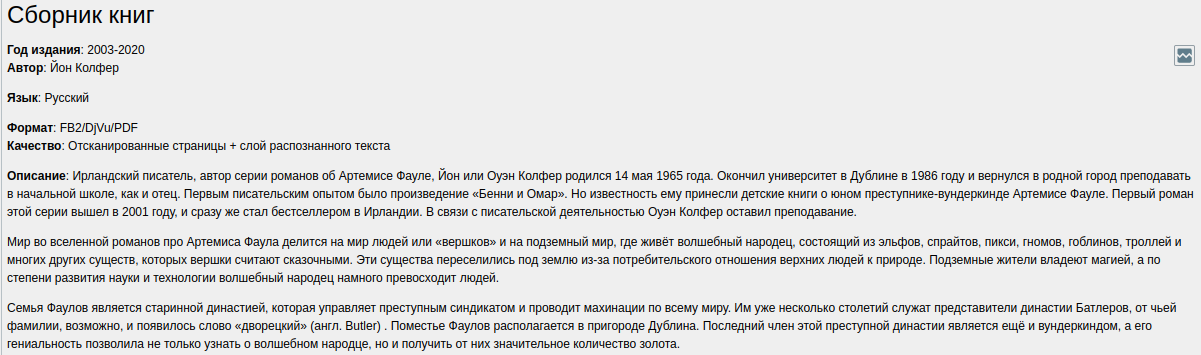 Сборник книг
Год издания: 2003-2020
Автор: Йон Колфер
Язык: Русский
Формат: FB2/DjVu/PDF
Качество: Отсканированные страницы + слой распознанного текста
Описание: Ирландский писатель, автор серии романов об Артемисе Фауле, Йон или Оуэн Колфер родился 14 мая 1965 года. Окончил университет в Дублине в 1986 году и вернулся в родной город преподавать
в начальной школе, как и отец. Первым писательским опытом было произведение «Бенни и Омар». Но известность ему принесли детские книги о юном преступнике-вундеркинде Артемисе Фауле. Первый роман
этой серии вышел в 2001 году, и сразу же стал бестселлером в Ирландии. В связи с писательской деятельностью Оуэн Колфер оставил преподавание.
Мир во вселенной романов про Артемиса Фаула делится на мир людей или «вершков» и на подземный мир, где живёт волшебный народец, состоящий из эльфов, спрайтов, пикси, гномов, гоблинов, троллей и
многих других существ, которых вершки считают сказочными. Эти существа переселились под землю из-за потребительского отношения верхних людей к природе. Подземные жители владеют магией, а по
степени развития науки и технологии волшебный народец намного превосходит людей.
Семья Фаулов является старинной династией, которая управляет преступным синдикатом и проводит махинации по всему миру. Им уже несколько столетий служат представители династии Батлеров, от чьей
фамилии, возможно, и появилось слово «дворецкий» (англ. Butler) . Поместье Фаулов располагается в пригороде Дублина. Последний член этой преступной династии является ещё и вундеркиндом, а его
гениальность позволила не только узнать о волшебном народце, но и получить от них значительное количество золота.